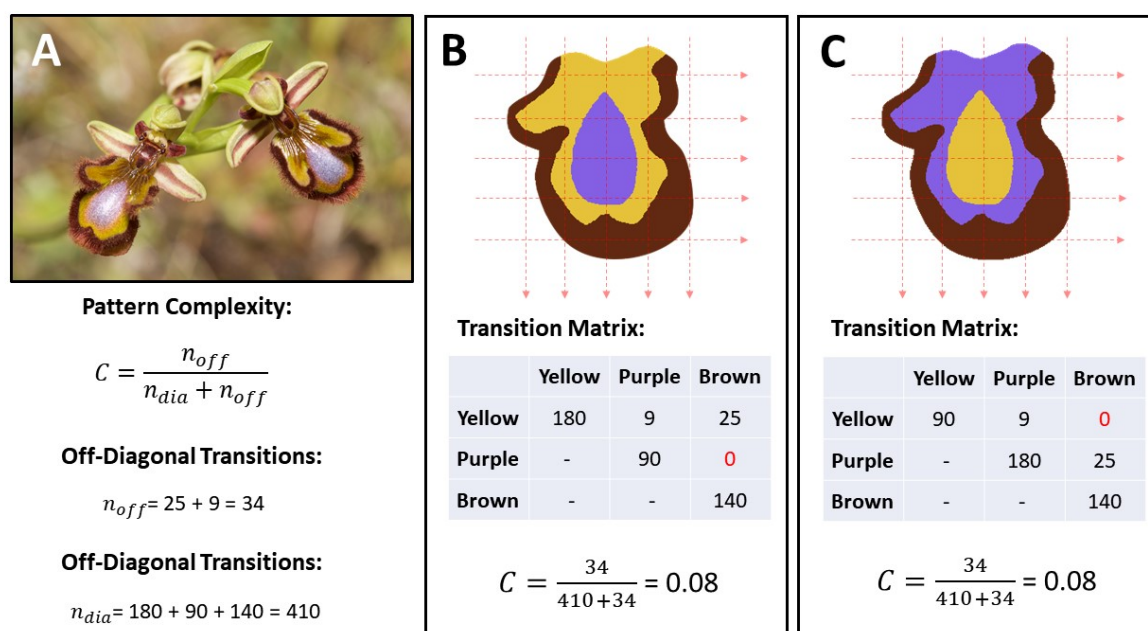 A
Pattern Complexity:
C = n_off / (n_dia + n_off)
Off-Diagonal Transitions:
n_off= 25 + 9 = 34
Off-Diagonal Transitions:
n_dia= 180 + 90 + 140 = 410
B
Transition Matrix:
Yellow Purple Brown
Yellow 180 9 25
Purple - 90 0
Brown - - 140
C = 34 / (410+34) = 0.08
C
Transition Matrix:
Yellow Purple Brown
Yellow 90 9 0
Purple - 180 25
Brown - - 140
C = 34 / (410+34) = 0.08